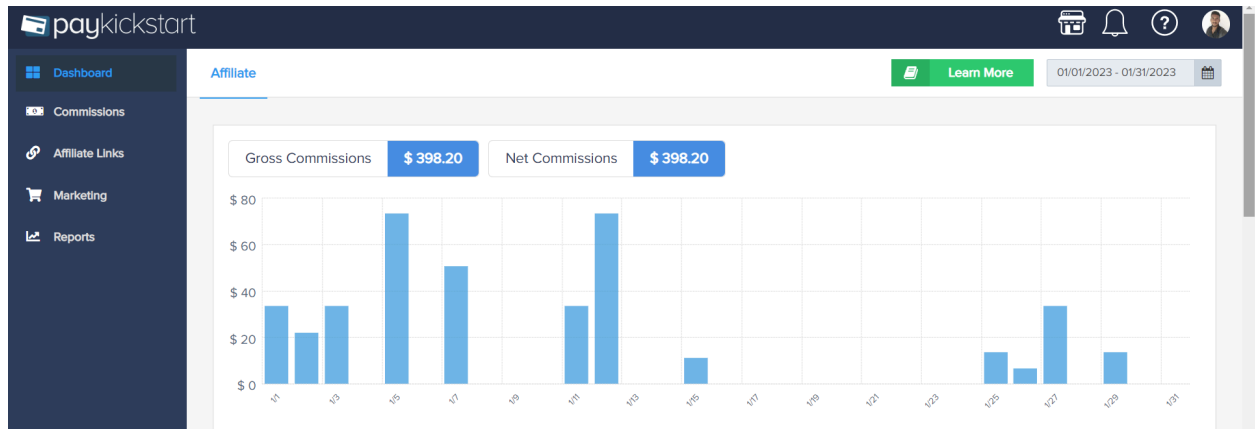 paykickstart
Dashboard
Commissions
Affiliate Links
Marketing
Reports
Affiliate
Learn More
01/01/2023 - 01/31/2023
Gross Commissions $ 398.20
Net Commissions $ 398.20
$ 80
$ 60
$ 40
$ 20
$ 0
1/1 1/3 1/5 1/7 1/9 1/11 1/13 1/15 1/17 1/19 1/21 1/23 1/25 1/27 1/29 1/31